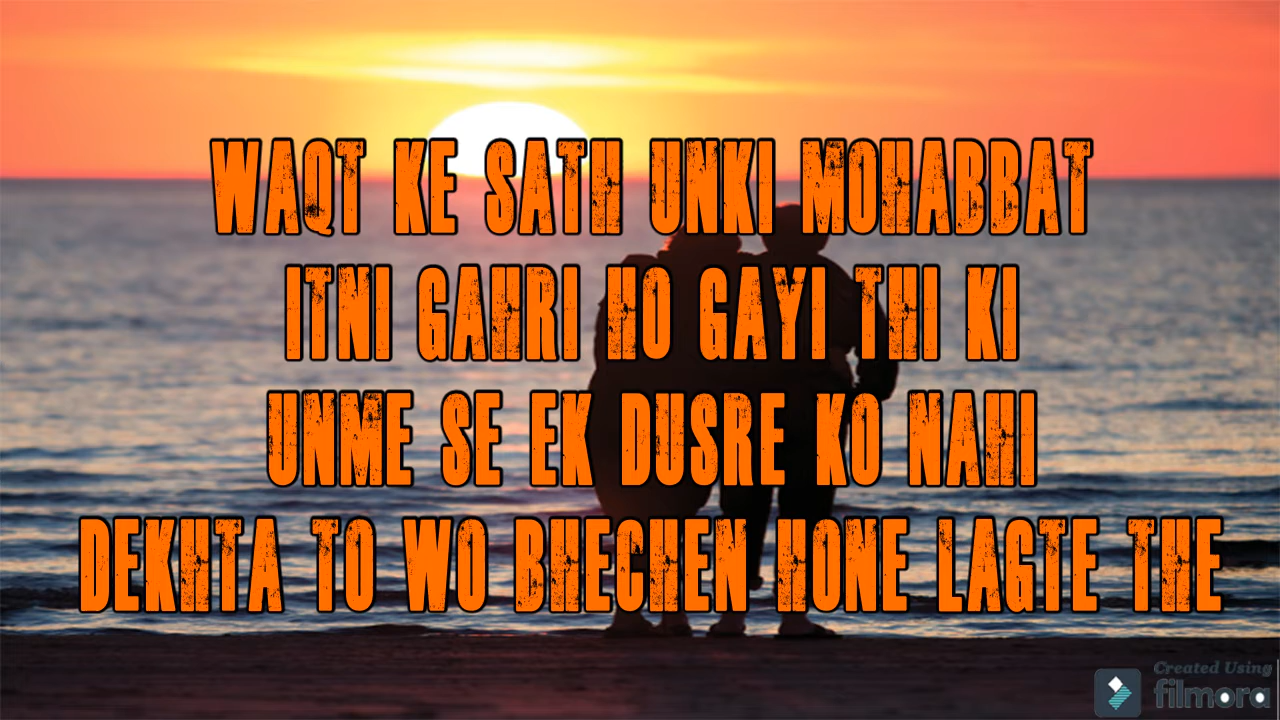 WAQT KE SATH UNKI MOHABBAT
ITNI GAHRI HO GAYI THI KI
UNME SE EK DUSRE KO NAHI
DEKHTA TO WO BHECHEN HONE LAGTE THE
Created Using
filmora